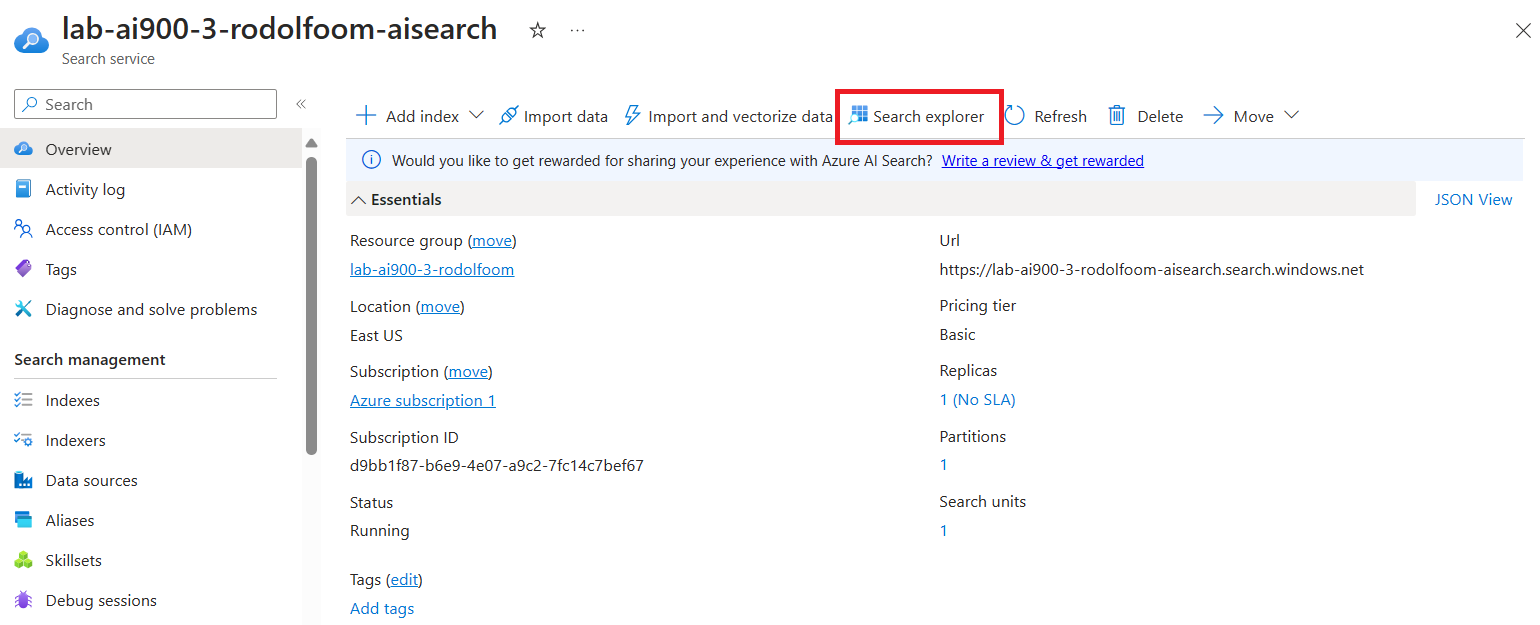 lab-ai900-3-rodolfoom-aisearch
Search service
Search
Overview
Activity log
Access control (IAM)
Tags
Diagnose and solve problems
Search management
Indexes
Indexers
Data sources
Aliases
Skillsets
Debug sessions
Add index Import data Import and vectorize data Search explorer Refresh Delete Move
Would you like to get rewarded for sharing your experience with Azure AI Search? Write a review & get rewarded
Essentials
JSON View
Resource group (move)
lab-ai900-3-rodolfoom
Location (move)
East US
Subscription (move)
Azure subscription 1
Subscription ID
d9bb1f87-b6e9-4e07-a9c2-7fc14c7bef67
Status
Running
Tags (edit)
Add tags
Url
https://lab-ai900-3-rodolfoom-aisearch.search.windows.net
Pricing tier
Basic
Replicas
1 (No SLA)
Partitions
1
Search units
1